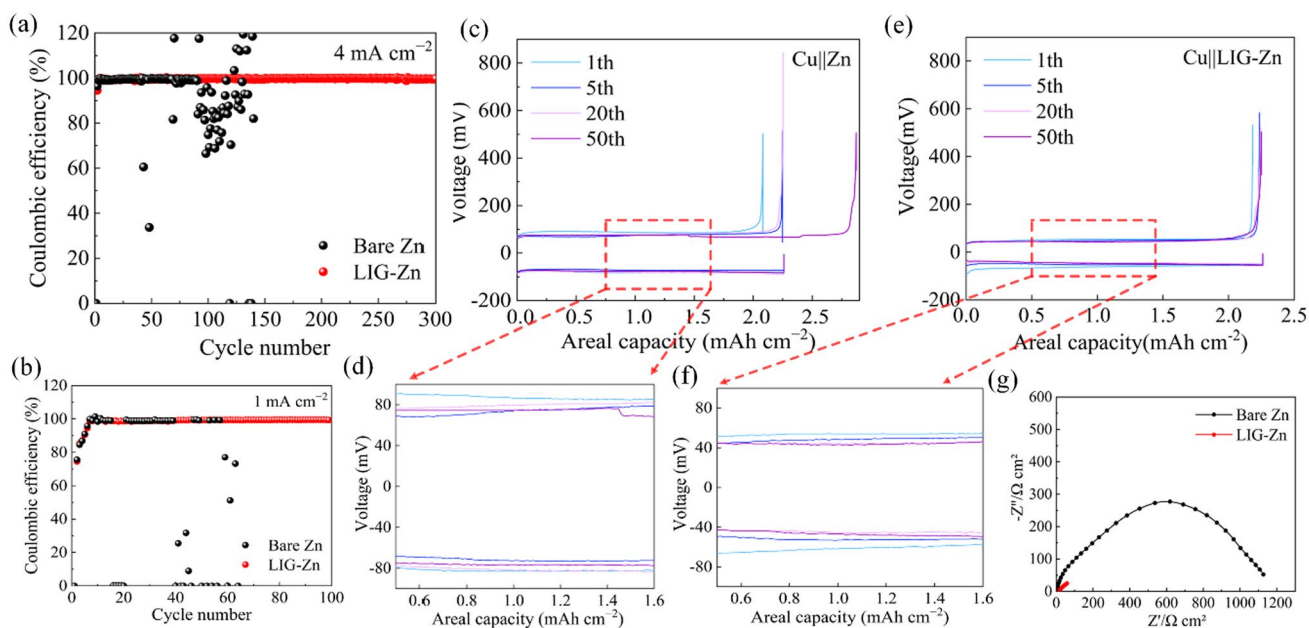 (a)
Coulombic efficiency (%)
120
100
80
60
40
20
0
4 mA cm⁻²
Bare Zn
LIG-Zn
0
50
100
150
200
250
300
Cycle number
(c)
Voltage (mV)
800
600
400
200
0
-200
1th
5th
20th
50th
Cu||Zn
0.0
0.5
1.0
1.5
2.0
2.5
Areal capacity (mAh cm⁻²)
(e)
Voltage(mV)
800
600
400
200
0
-200
1th
5th
20th
50th
Cu||LIG-Zn
0.0
0.5
1.0
1.5
2.0
2.5
Areal capacity(mAh cm⁻²)
(b)
Coulombic efficiency (%)
120
100
80
60
40
20
0
1 mA cm⁻²
Bare Zn
LIG-Zn
0
20
40
60
80
100
Cycle number
(d)
Voltage (mV)
80
40
0
-40
-80
0.6
0.8
1.0
1.2
1.4
1.6
Areal capacity (mAh cm⁻²)
(f)
Voltage (mV)
80
40
0
-40
-80
0.6
0.8
1.0
1.2
1.4
1.6
Areal capacity (mAh cm⁻²)
(g)
-Z''/Ω cm²
600
500
400
300
200
100
0
Bare Zn
LIG-Zn
0
200
400
600
800
1000
1200
Z'/Ω cm²